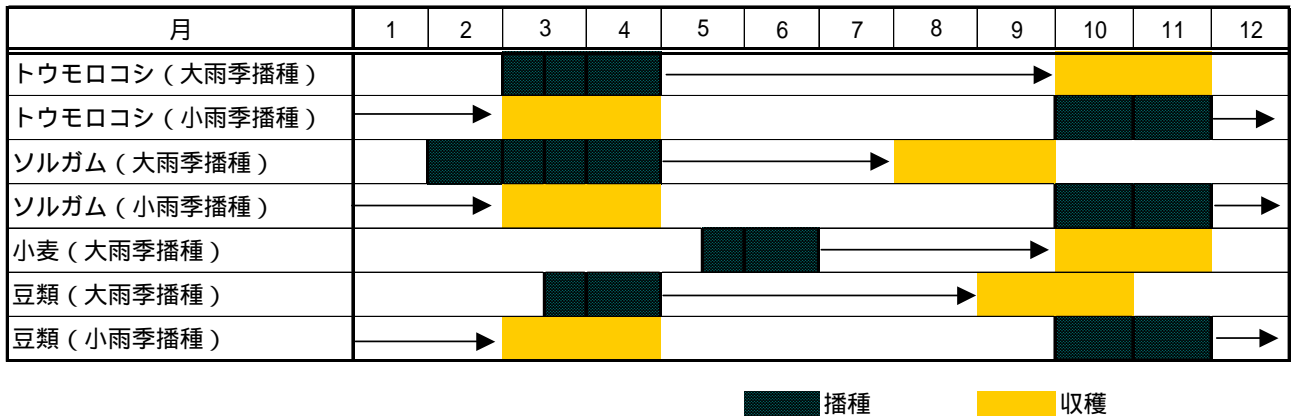 月 1 2 3 4 5 6 7 8 9 10 11 12
トウモロコシ（大雨季播種）
トウモロコシ（小雨季播種）
ソルガム（大雨季播種）
ソルガム（小雨季播種）
小麦（大雨季播種）
豆類（大雨季播種）
豆類（小雨季播種）
播種 収穫